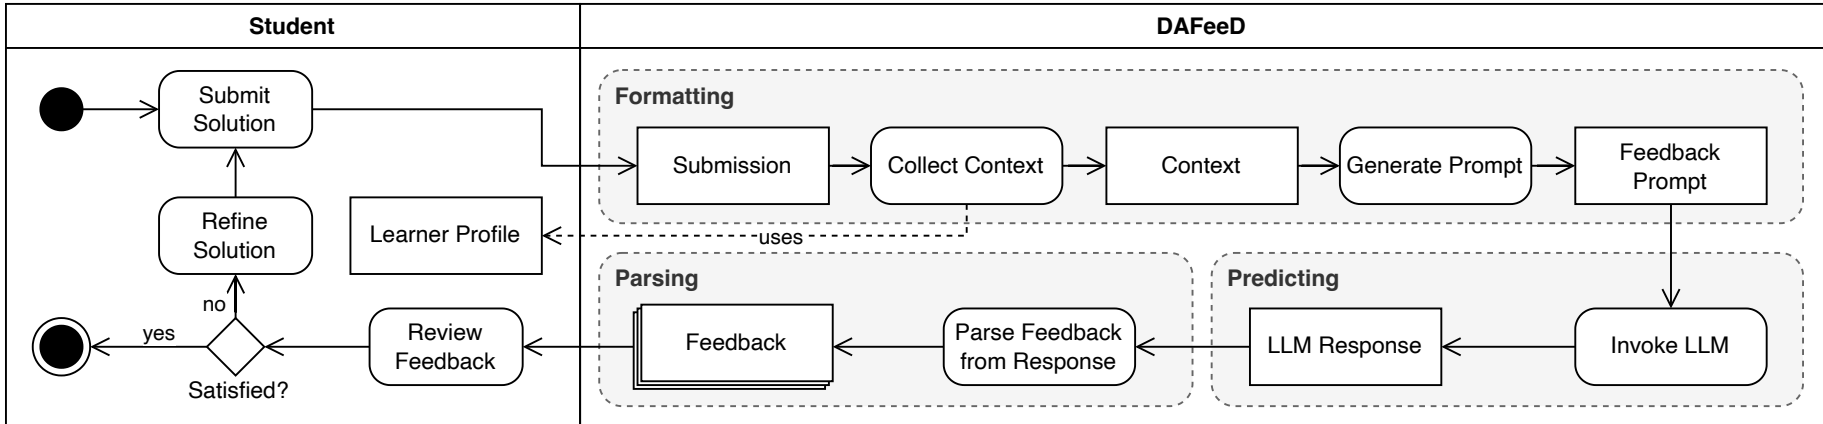 Student
DAFeeD
Submit
Solution
Formatting
Submission
Collect Context
Context
Generate Prompt
Feedback
Prompt
Refine
Solution
Learner Profile
uses
Parsing
Predicting
no
yes
Satisfied?
Review
Feedback
Feedback
Parse Feedback
from Response
LLM Response
Invoke LLM